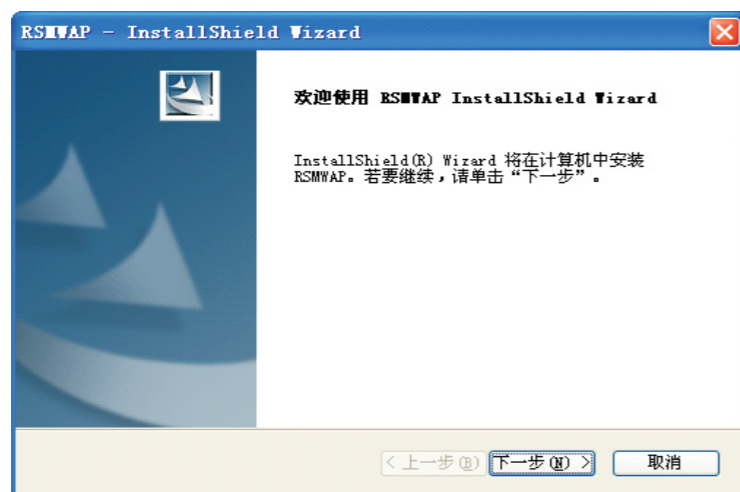 RSMWAP - InstallShield Wizard
欢迎使用 RSMWAP InstallShield Wizard
InstallShield(R) Wizard 将在计算机中安装
RSMWAP。若要继续，请单击“下一步”。
< 上一步(B) 下一步(N) > 取消